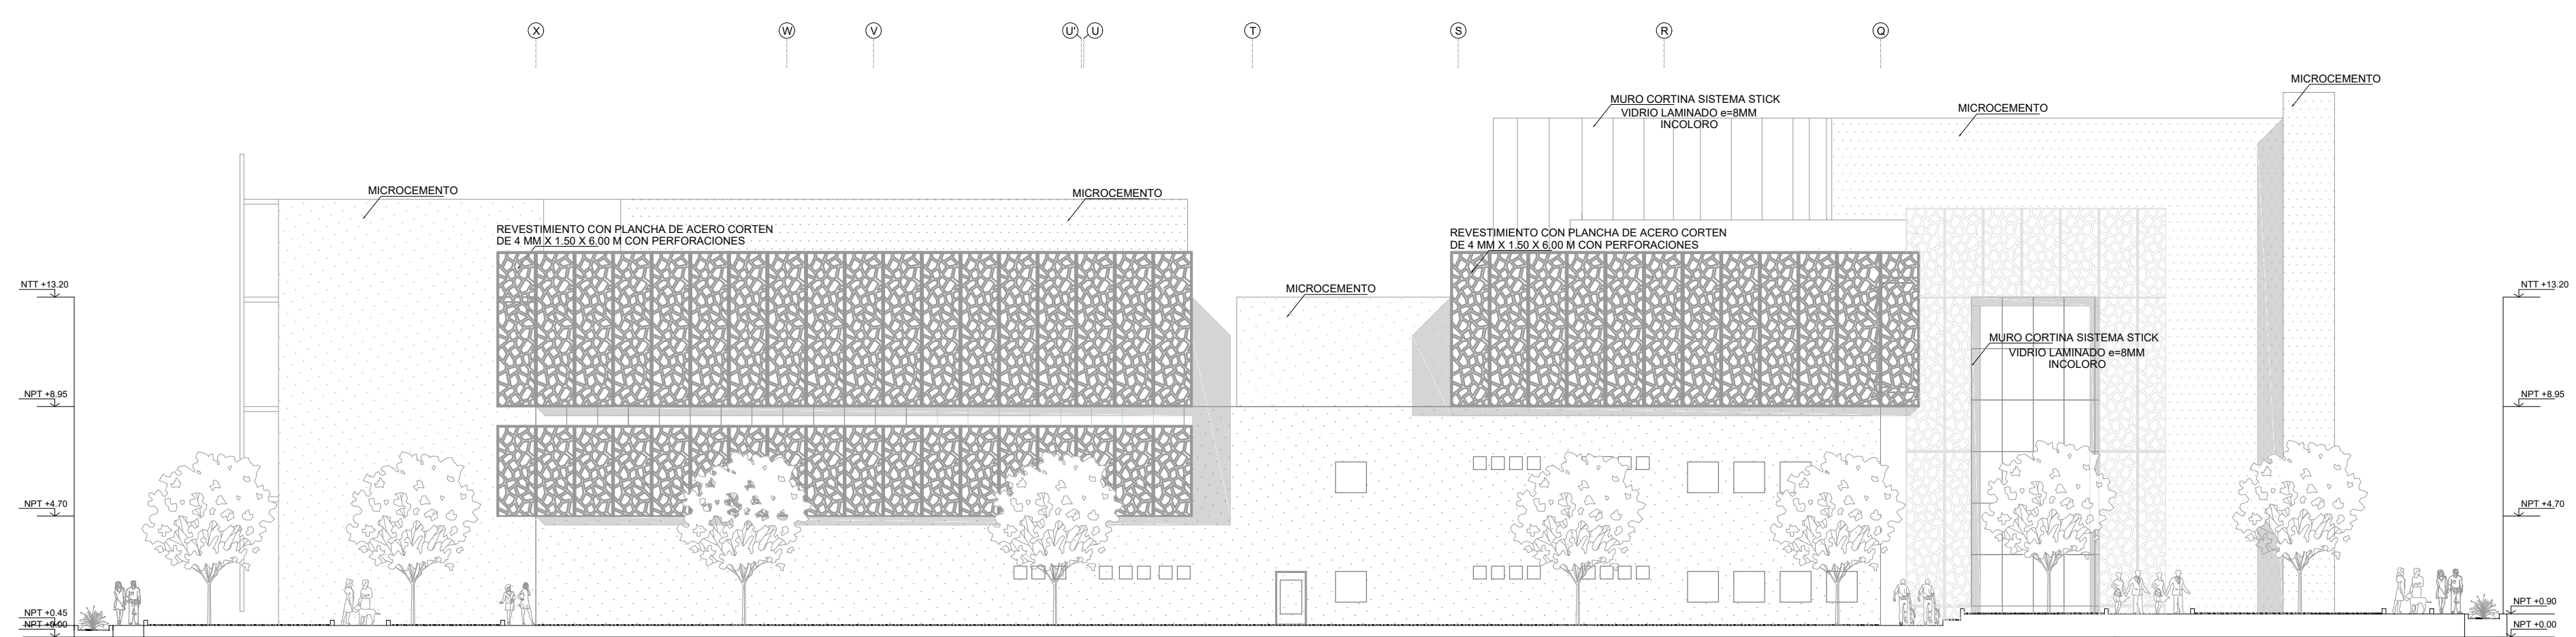 X
W
V
U'
U
T
S
R
Q
MICROCEMENTO
MURO CORTINA SISTEMA STICK
VIDRIO LAMINADO e=8MM
INCOLORO
MICROCEMENTO
MICROCEMENTO
MICROCEMENTO
REVESTIMIENTO CON PLANCHA DE ACERO CORTEN
DE 4 MM X 1.50 X 6.00 M CON PERFORACIONES
REVESTIMIENTO CON PLANCHA DE ACERO CORTEN
DE 4 MM X 1.50 X 6.00 M CON PERFORACIONES
NTT +13.20
MICROCEMENTO
NTT +13.20
MURO CORTINA SISTEMA STICK
VIDRIO LAMINADO e=8MM
INCOLORO
NPT +8.95
NPT +8.95
NPT +4.70
NPT +4.70
NPT +0.45
NPT +0.90
NPT +0.00
NPT +0.00